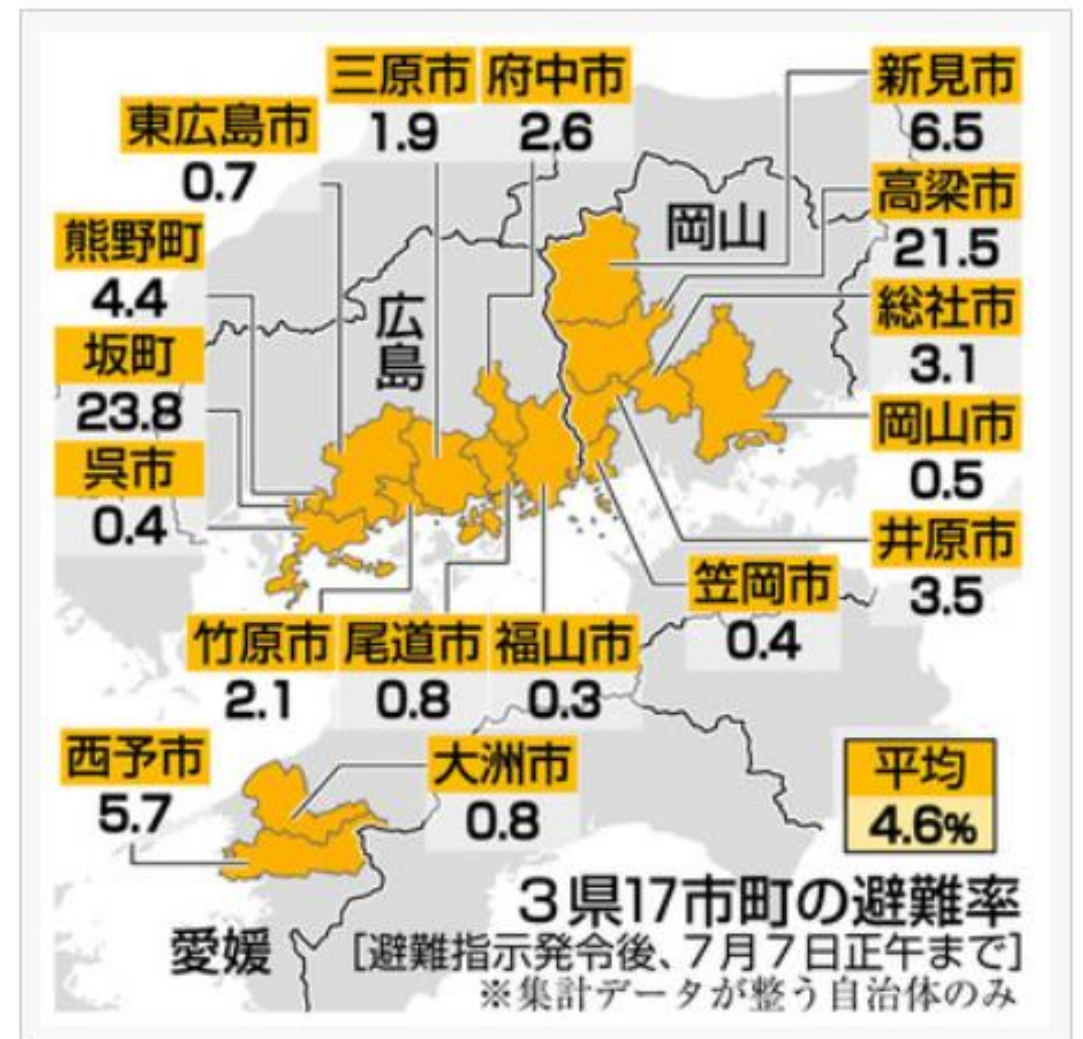 三原市
1.9
府中市
2.6
新見市
6.5
東広島市
0.7
高梁市
21.5
岡山
熊野町
4.4
広島
総社市
3.1
坂町
23.8
岡山市
0.5
呉市
0.4
井原市
3.5
笠岡市
0.4
竹原市
2.1
尾道市
0.8
福山市
0.3
西予市
5.7
大洲市
0.8
平均
4.6%
愛媛
3県17市町の避難率
[避難指示発令後、7月7日正午まで]
※集計データが整う自治体のみ